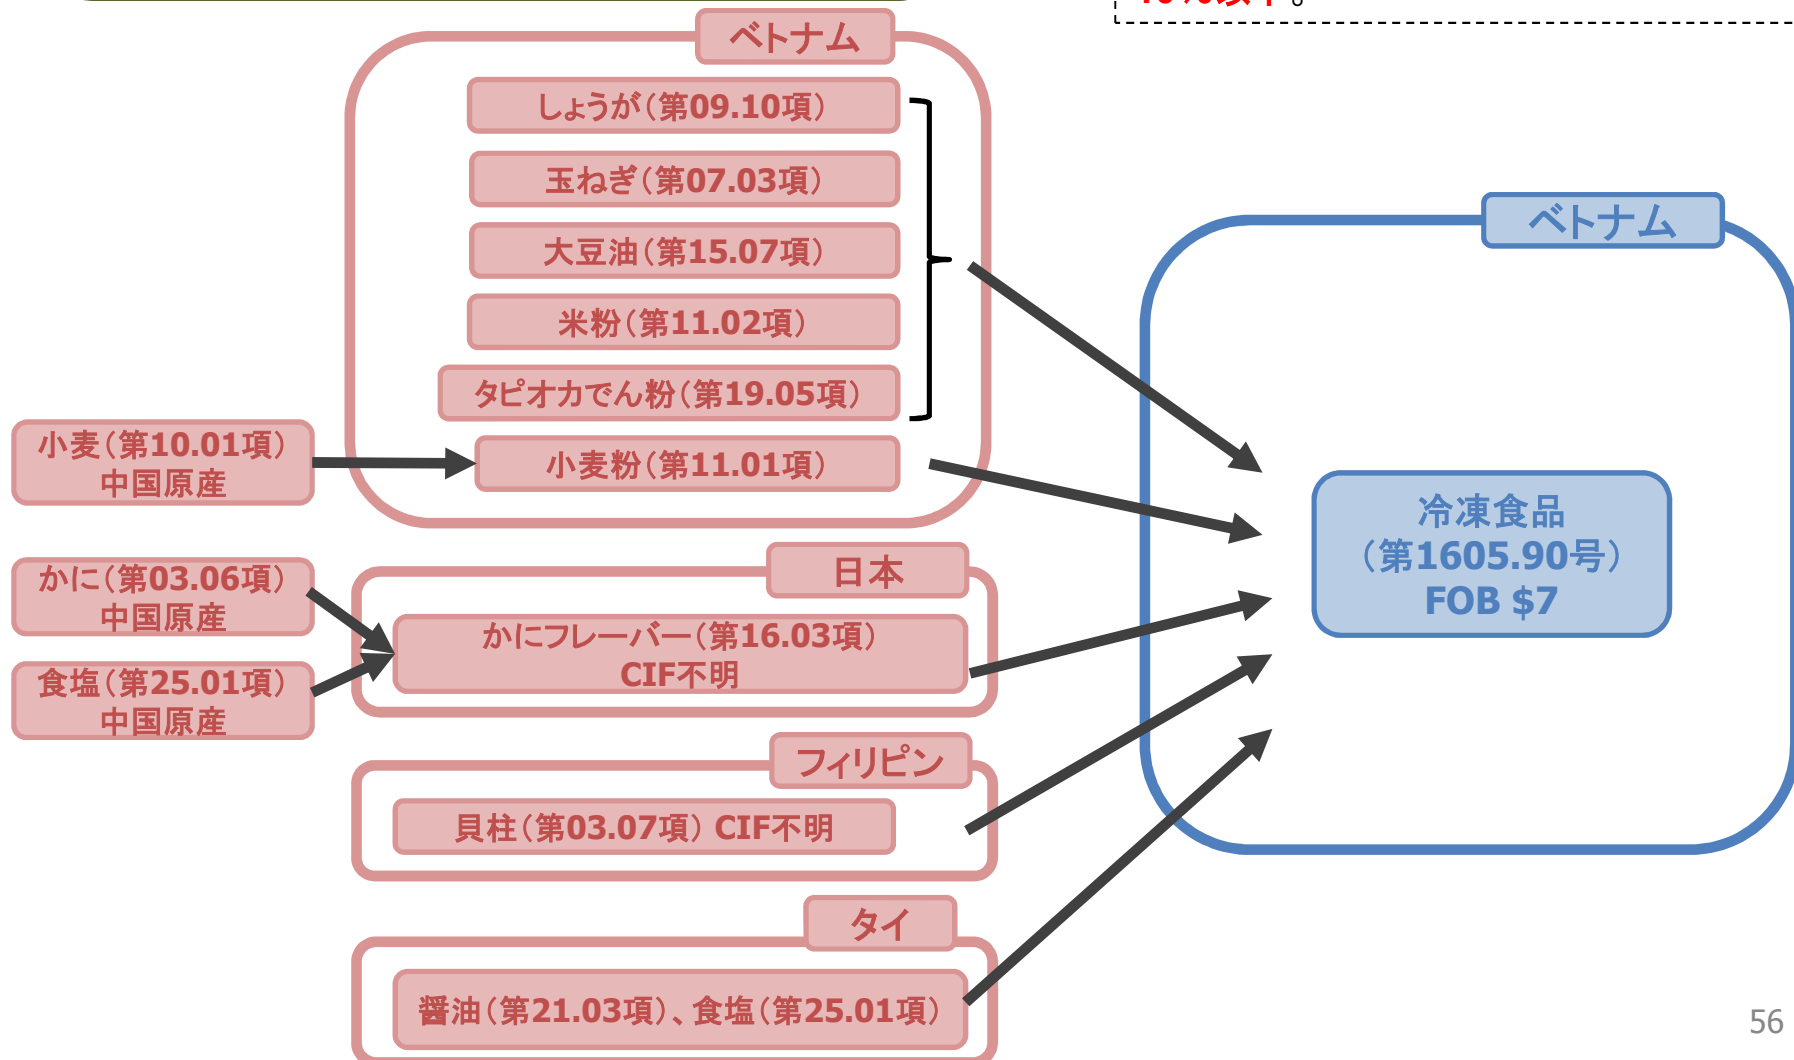 ベトナム
しょうが（第09.10項）
玉ねぎ（第07.03項）
大豆油（第15.07項）
米粉（第11.02項）
タピオカでん粉（第19.05項）
小麦（第10.01項）
中国原産
小麦粉（第11.01項）
かに（第03.06項）
中国原産
食塩（第25.01項）
中国原産
日本
かにフレーバー（第16.03項）
CIF不明
フィリピン
貝柱（第03.07項） CIF不明
タイ
醤油（第21.03項）、食塩（第25.01項）
ベトナム
冷凍食品
（第1605.90号）
FOB $7
56